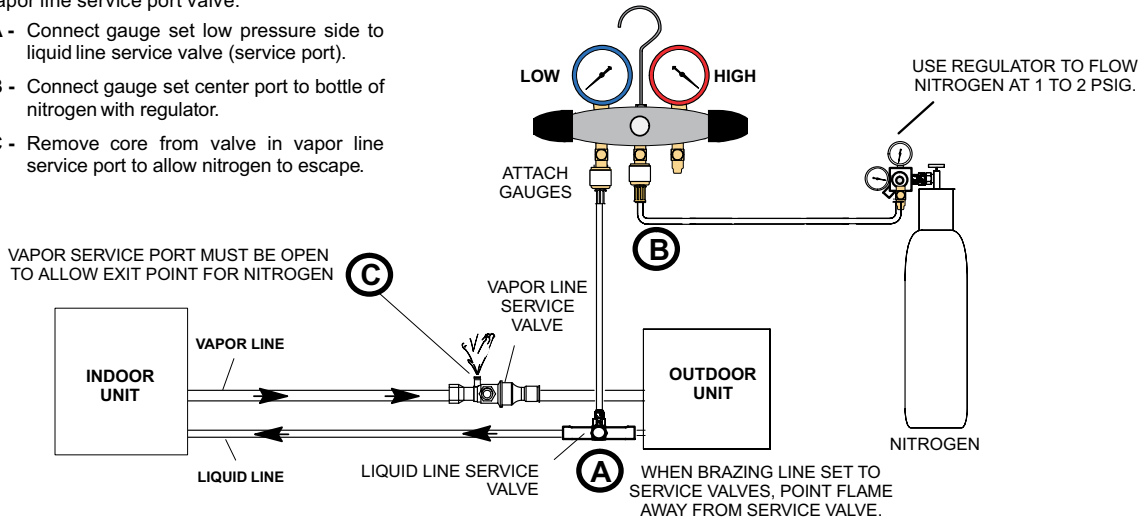 vapor line service port valve.
A - Connect gauge set low pressure side to
liquid line service valve (service port).
B - Connect gauge set center port to bottle of
nitrogen with regulator.
C - Remove core from valve in vapor line
service port to allow nitrogen to escape.
LOW
HIGH
USE REGULATOR TO FLOW
NITROGEN AT 1 TO 2 PSIG.
ATTACH
GAUGES
B
VAPOR SERVICE PORT MUST BE OPEN
TO ALLOW EXIT POINT FOR NITROGEN
C
VAPOR LINE
SERVICE
VALVE
VAPOR LINE
INDOOR
UNIT
OUTDOOR
UNIT
NITROGEN
LIQUID LINE
LIQUID LINE SERVICE
VALVE
A
WHEN BRAZING LINE SET TO
SERVICE VALVES, POINT FLAME
AWAY FROM SERVICE VALVE.